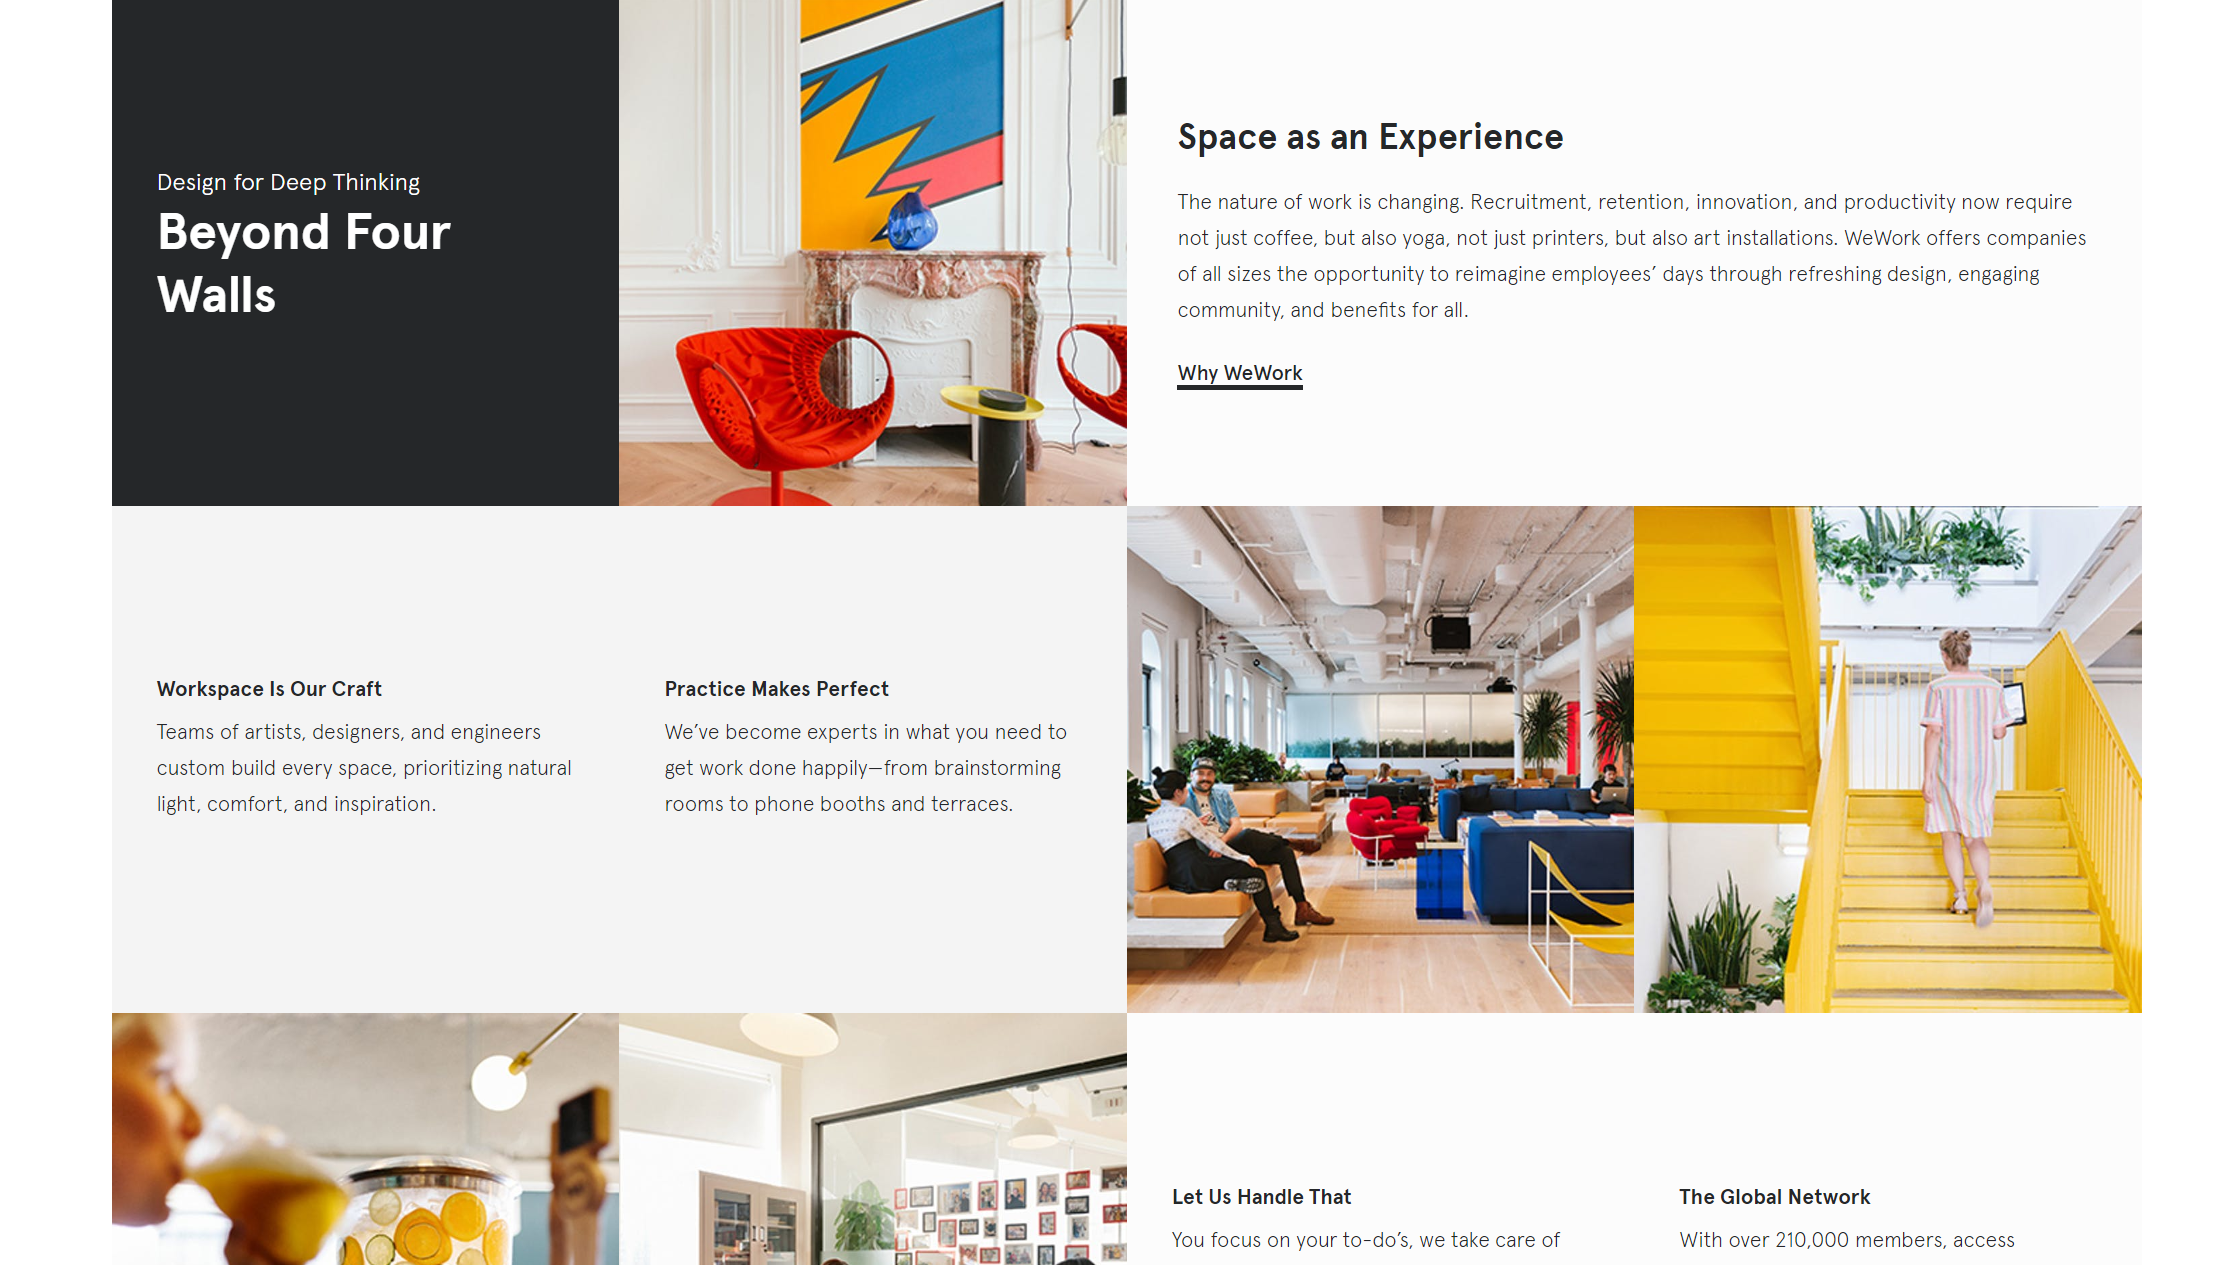 Design for Deep Thinking
Beyond Four
Walls
Space as an Experience
The nature of work is changing. Recruitment, retention, innovation, and productivity now require
not just coffee, but also yoga, not just printers, but also art installations. WeWork offers companies
of all sizes the opportunity to reimagine employees’ days through refreshing design, engaging
community, and benefits for all.
Why WeWork
Workspace Is Our Craft
Teams of artists, designers, and engineers
custom build every space, prioritizing natural
light, comfort, and inspiration.
Practice Makes Perfect
We’ve become experts in what you need to
get work done happily—from brainstorming
rooms to phone booths and terraces.
Let Us Handle That
You focus on your to-do’s, we take care of
The Global Network
With over 210,000 members, access